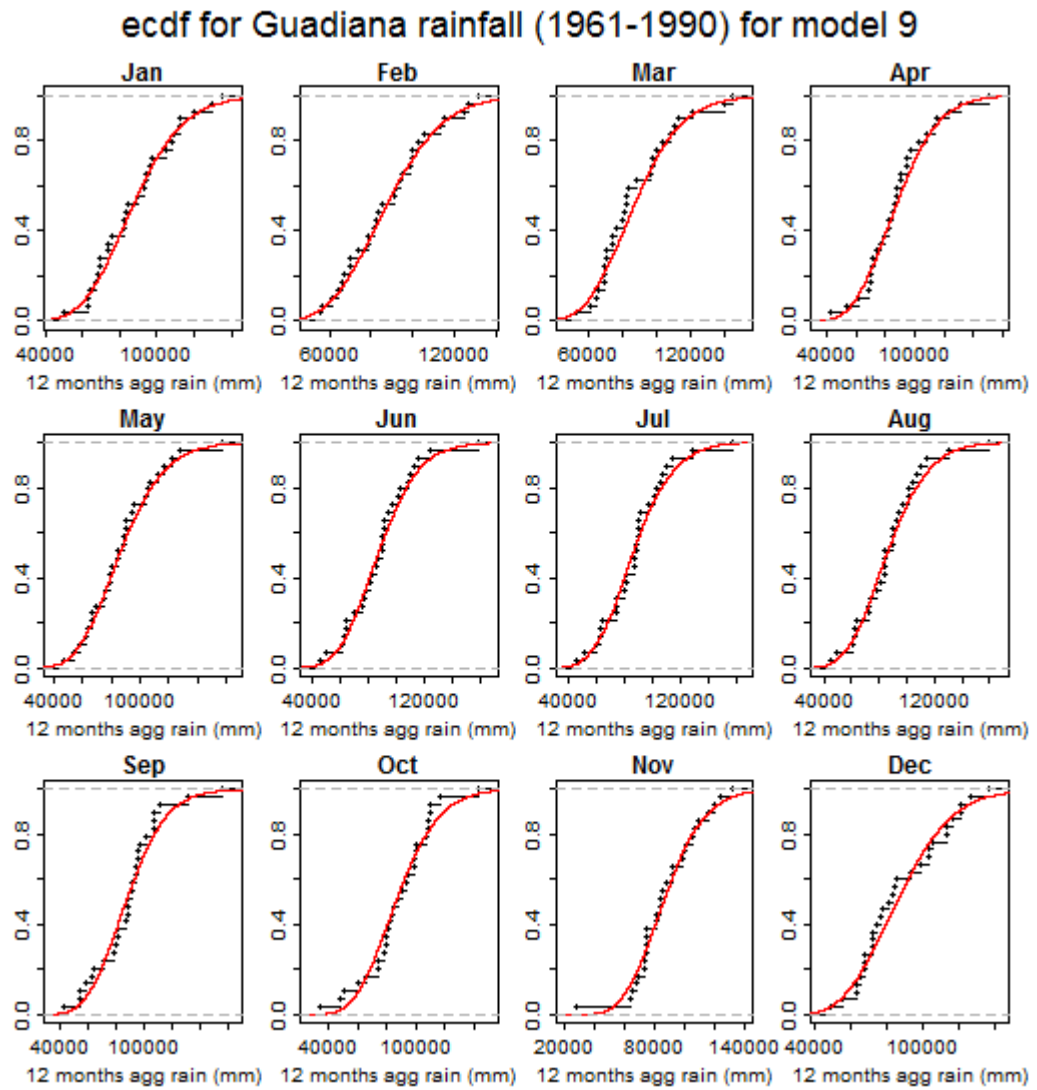 ecdf for Guadiana rainfall (1961-1990) for model 9
Jan Feb Mar Apr
0.0 0.4 0.8 0.0 0.4 0.8 0.0 0.4 0.8 0.0 0.4 0.8
40000 100000 60000 120000 60000 100000 40000 100000
12 months agg rain (mm) 12 months agg rain (mm) 12 months agg rain (mm) 12 months agg rain (mm)
May Jun Jul Aug
0.0 0.4 0.8 0.0 0.4 0.8 0.0 0.4 0.8 0.0 0.4 0.8
40000 100000 40000 120000 40000 120000 40000 120000
12 months agg rain (mm) 12 months agg rain (mm) 12 months agg rain (mm) 12 months agg rain (mm)
Sep Oct Nov Dec
0.0 0.4 0.8 0.0 0.4 0.8 0.0 0.4 0.8 0.0 0.4 0.8
40000 100000 40000 100000 20000 80000 140000 40000 100000
12 months agg rain (mm) 12 months agg rain (mm) 12 months agg rain (mm) 12 months agg rain (mm)